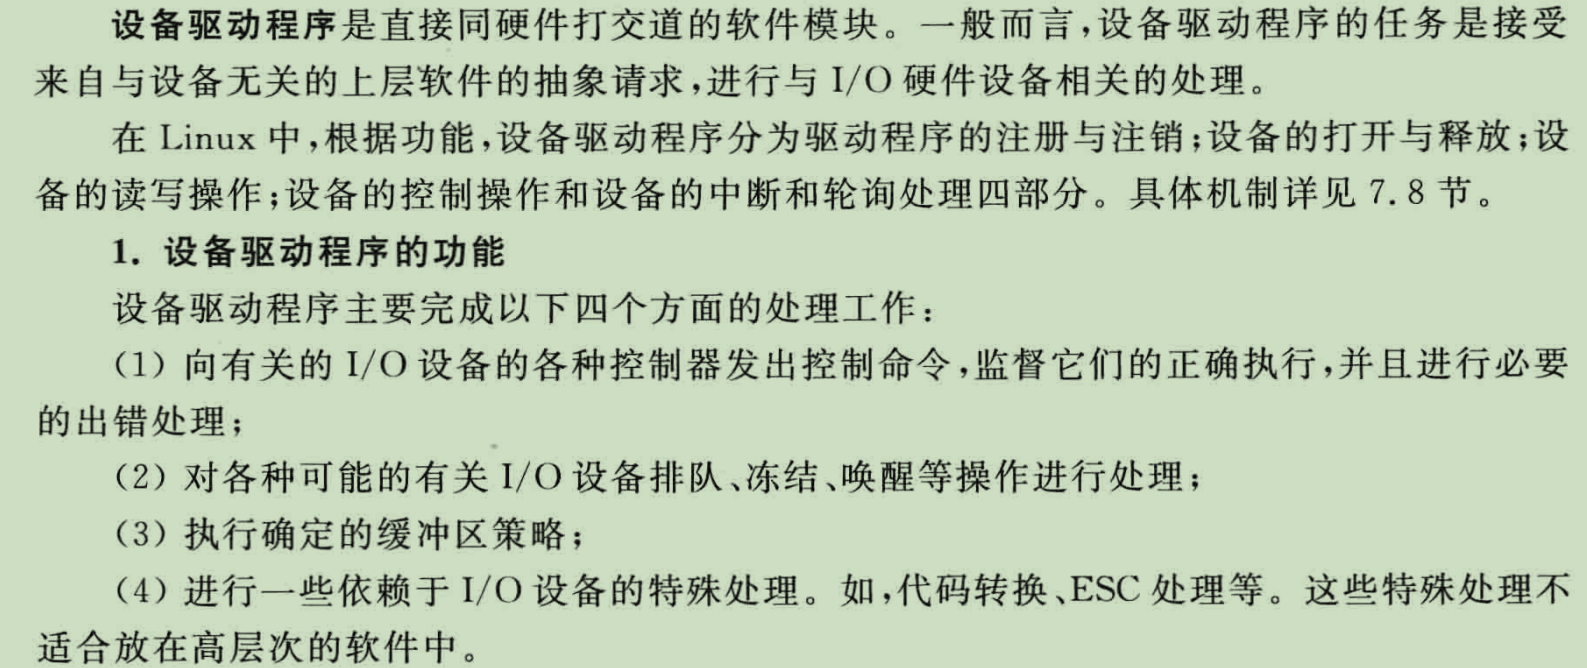 设备驱动程序是直接同硬件打交道的软件模块。一般而言,设备驱动程序的任务是接受
来自与设备无关的上层软件的抽象请求,进行与 I/O 硬件设备相关的处理。
在 Linux 中,根据功能,设备驱动程序分为驱动程序的注册与注销;设备的打开与释放;设
备的读写操作;设备的控制操作和设备的中断和轮询处理四部分。具体机制详见 7.8 节。
1. 设备驱动程序的功能
设备驱动程序主要完成以下四个方面的处理工作:
(1) 向有关的 I/O 设备的各种控制器发出控制命令,监督它们的正确执行,并且进行必要
的出错处理;
(2) 对各种可能的有关 I/O 设备排队、冻结、唤醒等操作进行处理;
(3) 执行确定的缓冲区策略;
(4) 进行一些依赖于 I/O 设备的特殊处理。如,代码转换、ESC 处理等。这些特殊处理不
适合放在高层次的软件中。